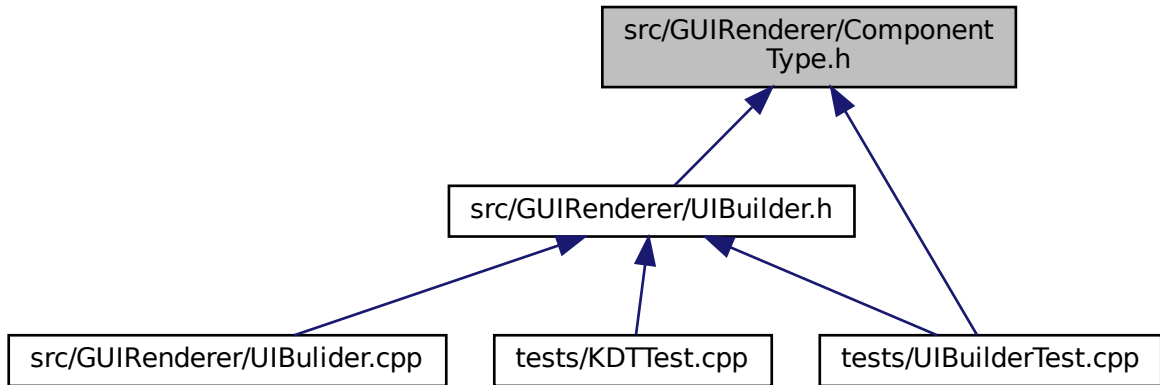 src/GUIRenderer/Component
Type.h
src/GUIRenderer/UIBuilder.h
src/GUIRenderer/UIBulider.cpp
tests/KDTTest.cpp
tests/UIBuilderTest.cpp